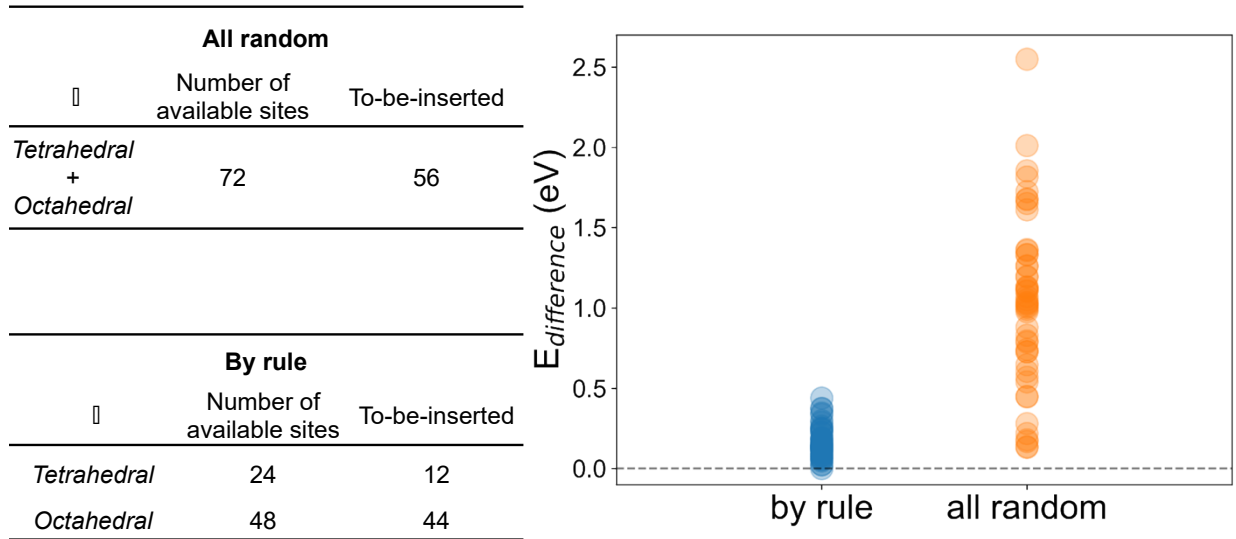 All random
▯ Number of available sites To-be-inserted
Tetrahedral
+
Octahedral
72 56
By rule
▯ Number of available sites To-be-inserted
Tetrahedral 24 12
Octahedral 48 44
E_difference (eV)
2.5
2.0
1.5
1.0
0.5
0.0
by rule all random